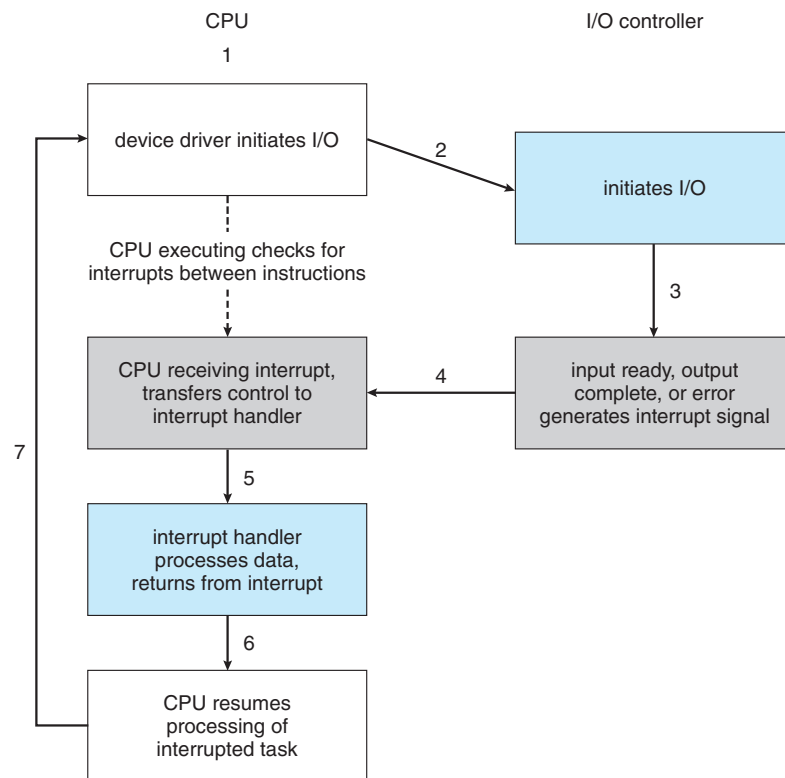 CPU
I/O controller
1
device driver initiates I/O
2
initiates I/O
CPU executing checks for
interrupts between instructions
3
CPU receiving interrupt,
transfers control to
interrupt handler
4
input ready, output
complete, or error
generates interrupt signal
7
5
interrupt handler
processes data,
returns from interrupt
6
CPU resumes
processing of
interrupted task